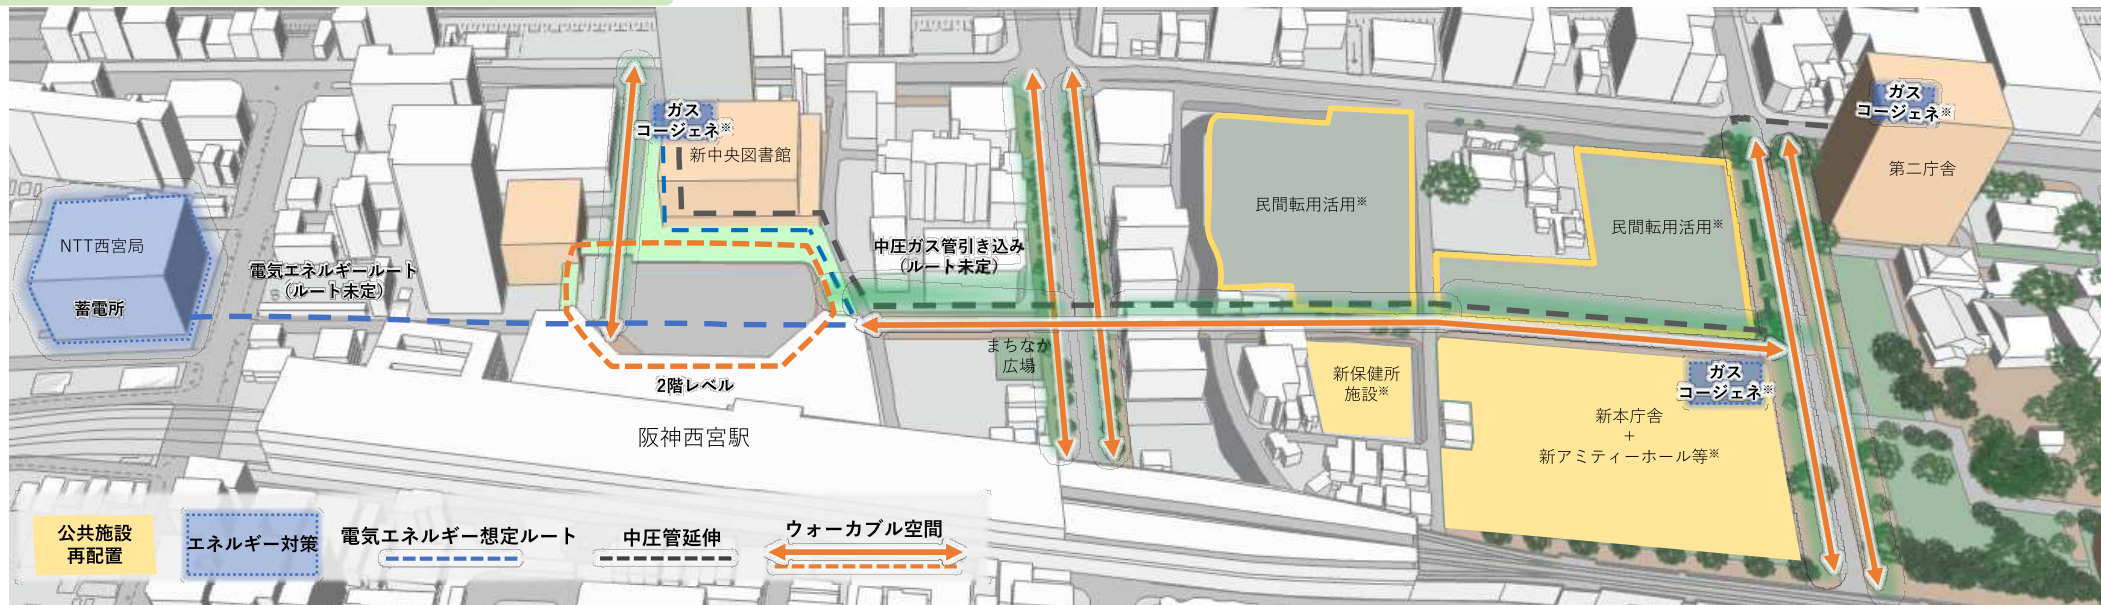 ガス
コージェネ※
新中央図書館
ガス
コージェネ※
第二庁舎
民間転用活用※
民間転用活用※
NTT西宮局
蓄電所
電気エネルギールート
(ルート未定)
中圧ガス管引き込み
(ルート未定)
まちなか
広場
2階レベル
新保健所
施設※
ガス
コージェネ※
新本庁舎
+
新アミティーホール等※
阪神西宮駅
公共施設
再配置
エネルギー対策
電気エネルギー想定ルート
中圧管延伸
ウォーカブル空間